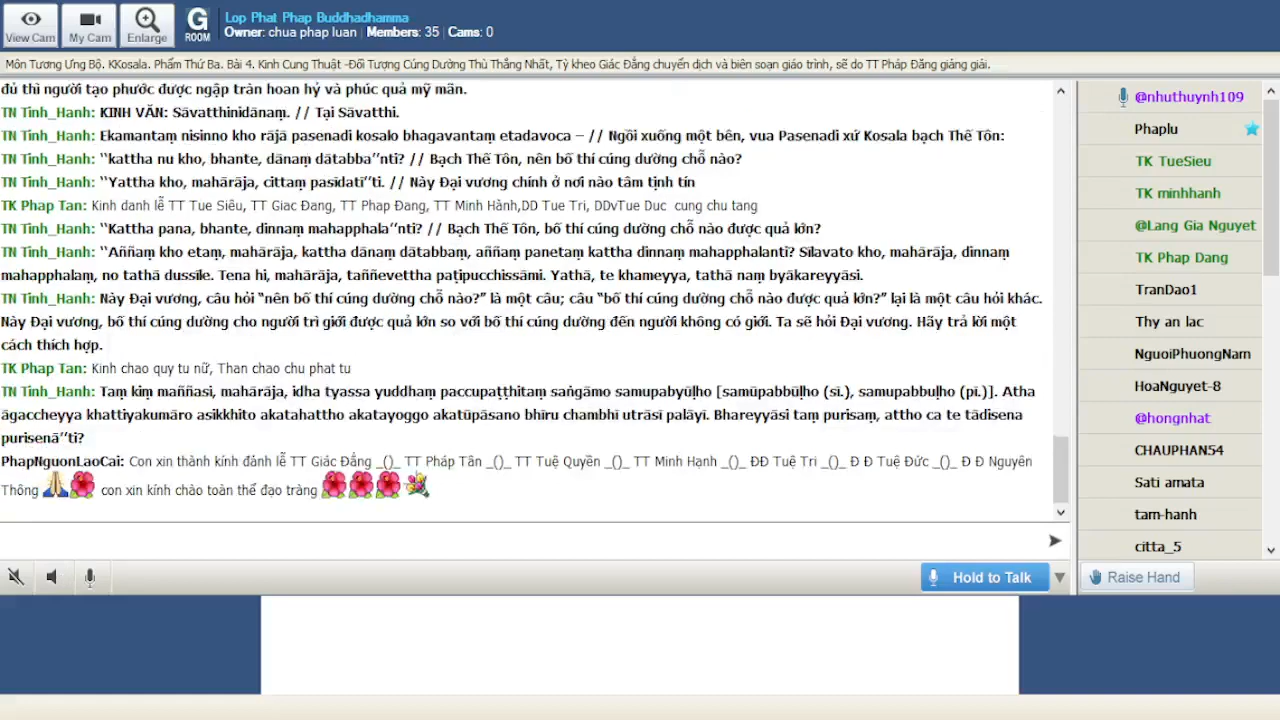 View Cam
My Cam
Enlarge
G
ROOM
Lop Phat Phap Buddhadhamma
Owner: chua phap luan | Members: 35 | Cams: 0
Môn Tương Ưng Bộ. KKosala. Phẩm Thứ Ba. Bài 4. Kinh Cung Thuật -Đối Tượng Cúng Dường Thù Thắng Nhất, Tỳ kheo Giác Đẳng chuyển dịch và biên soạn giáo trình, sẽ do TT Pháp Đăng giảng giải.
đủ thì người tạo phước được ngập tràn hoan hỷ và phúc quả mỹ mãn.
TN Tinh_Hanh: KINH VĂN: Sāvatthinidānaṃ. // Tại Sāvatthi.
TN Tinh_Hanh: Ekamantaṃ nisinno kho rājā pasenadi kosalo bhagavantaṃ etadavoca – // Ngồi xuống một bên, vua Pasenadi xứ Kosala bạch Thế Tôn:
TN Tinh_Hanh: ‘‘kattha nu kho, bhante, dānaṃ dātabba’’nti? // Bạch Thế Tôn, nên bố thí cúng dường chỗ nào?
TN Tinh_Hanh: ‘‘Yattha kho, mahārāja, cittaṃ pasīdatī’’ti. // Này Đại vương chính ở nơi nào tâm tịnh tín
TK Phap Tan: Kinh danh lễ TT Tue Siêu, TT Giac Đang, TT Phap Đang, TT Minh Hằnh,DD Tue Tri, DDvTue Duc cung chu tang
TN Tinh_Hanh: ‘‘Kattha pana, bhante, dinnaṃ mahapphala’’nti? // Bạch Thế Tôn, bố thí cúng dường chỗ nào được quả lớn?
TN Tinh_Hanh: ‘‘Aññaṃ kho etaṃ, mahārāja, kattha dānaṃ dātabbaṃ, aññaṃ panetaṃ kattha dinnaṃ mahapphalanti? Sīlavato kho, mahārāja, dinnaṃ
mahapphalaṃ, no tathā dussīle. Tena hi, mahārāja, taññevettha paṭipucchissāmi. Yathā, te khameyya, tathā naṃ byākareyyāsi.
TN Tinh_Hanh: Này Đại vương, câu hỏi “nên bố thí cúng dường chỗ nào?” là một câu; câu “bố thí cúng dường chỗ nào được quả lớn?” lại là một câu hỏi khác.
Này Đại vương, bố thí cúng dường cho người trì giới được quả lớn so với bố thí cúng dường đến người không có giới. Ta sẽ hỏi Đại vương. Hãy trả lời một
cách thích hợp.
TK Phap Tan: Kinh chao quy tu nữ, Than chao chu phat tu
TN Tinh_Hanh: Taṃ kiṃ maññasi, mahārāja, idha tyassa yuddhaṃ paccupaṭṭhitaṃ saṅgāmo samupabyūḷho [samūpabbūḷho (sī.), samupabbuḷho (pī.)]. Atha
āgaccheyya khattiyakumāro asikkhito akatahattho akatayoggo akatūpāsano bhīru chambhī utrāsī palāyī. Bhareyyāsi taṃ purisaṃ, attho ca te tādisena
purisenā’’ti?
PhapNguonLaoCai: Con xin thành kính đảnh lễ TT Giác Đẳng _()_ TT Pháp Tân _()_ TT Tuệ Quyền _()_ TT Minh Hạnh _()_ ĐĐ Tuệ Tri _()_ Đ Đ Tuệ Đức _()_ Đ Đ Nguyên
Thông con xin kính chào toàn thể đạo tràng
@nhuthuynh109
Phaplu
TK TueSieu
TK minhhanh
@Lang Gia Nguyet
TK Phap Dang
TranDao1
Thy an lac
NguoiPhuongNam
HoaNguyet-8
@hongnhat
CHAUPHAN54
Sati amata
tam-hanh
citta_5
Hold to Talk
Raise Hand